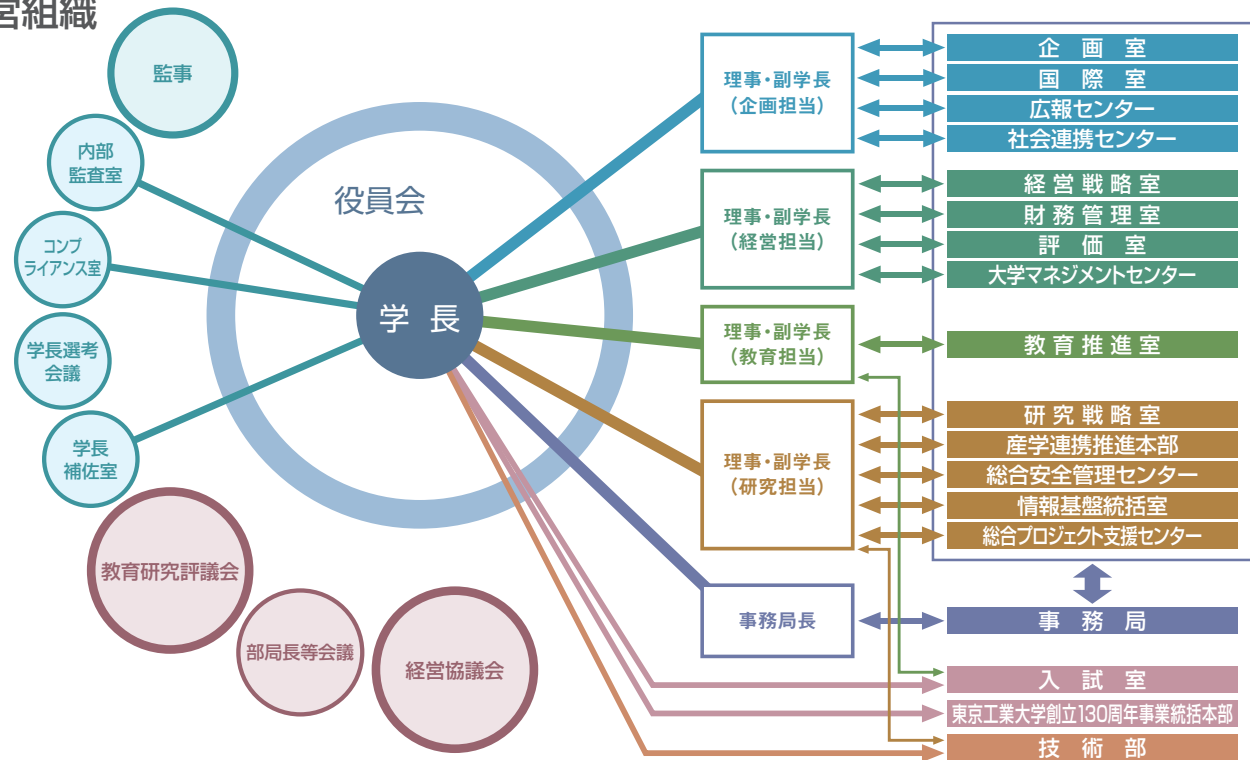 営組織
監事
内部
監査室
コンプ
ライアンス室
学長選考
会議
学長
補佐室
教育研究評議会
部局長等会議
経営協議会
役員会
学 長
理事・副学長
(企画担当)
理事・副学長
(経営担当)
理事・副学長
(教育担当)
理事・副学長
(研究担当)
事務局長
企 画 室
国 際 室
広報センター
社会連携センター
経 営 戦 略 室
財 務 管 理 室
評 価 室
大学マネジメントセンター
教 育 推 進 室
研 究 戦 略 室
産学連携推進本部
総合安全管理センター
情報基盤統括室
総合プロジェクト支援センター
事 務 局
入 試 室
東京工業大学創立130周年事業統括本部
技 術 部